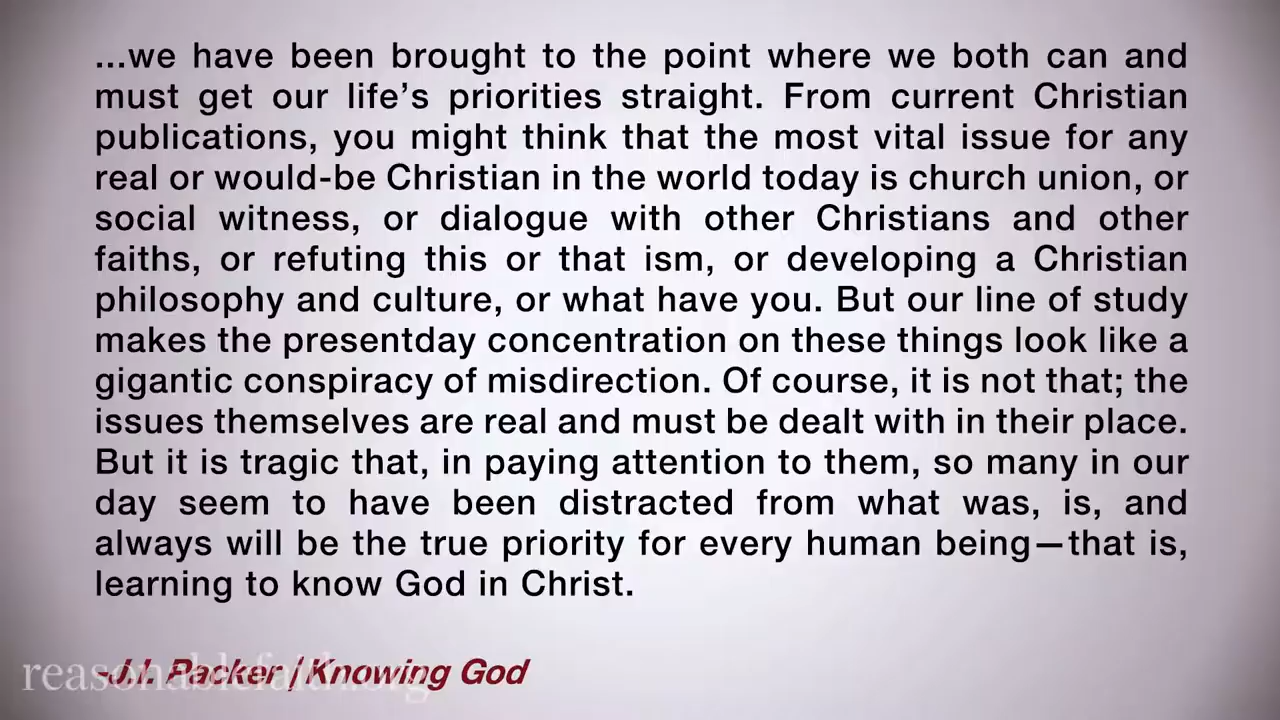 ...we have been brought to the point where we both can and
must get our life’s priorities straight. From current Christian
publications, you might think that the most vital issue for any
real or would-be Christian in the world today is church union, or
social witness, or dialogue with other Christians and other
faiths, or refuting this or that ism, or developing a Christian
philosophy and culture, or what have you. But our line of study
makes the presentday concentration on these things look like a
gigantic conspiracy of misdirection. Of course, it is not that; the
issues themselves are real and must be dealt with in their place.
But it is tragic that, in paying attention to them, so many in our
day seem to have been distracted from what was, is, and
always will be the true priority for every human being—that is,
learning to know God in Christ.
-J.I. Packer | Knowing God
reasonablefaith.org